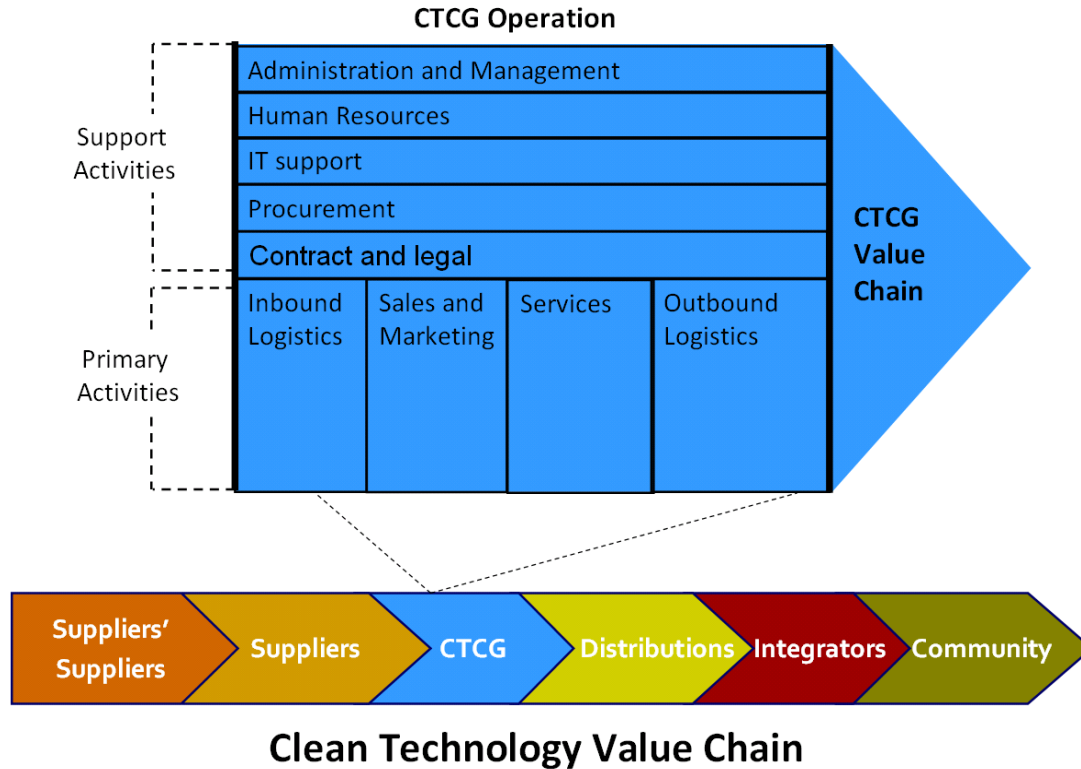 CTCG Operation
Support
Activities
Administration and Management
Human Resources
IT support
Procurement
Contract and legal
CTCG
Value
Chain
Primary
Activities
Inbound
Logistics
Sales and
Marketing
Services
Outbound
Logistics
Suppliers’
Suppliers
Suppliers
CTCG
Distributions
Integrators
Community
Clean Technology Value Chain